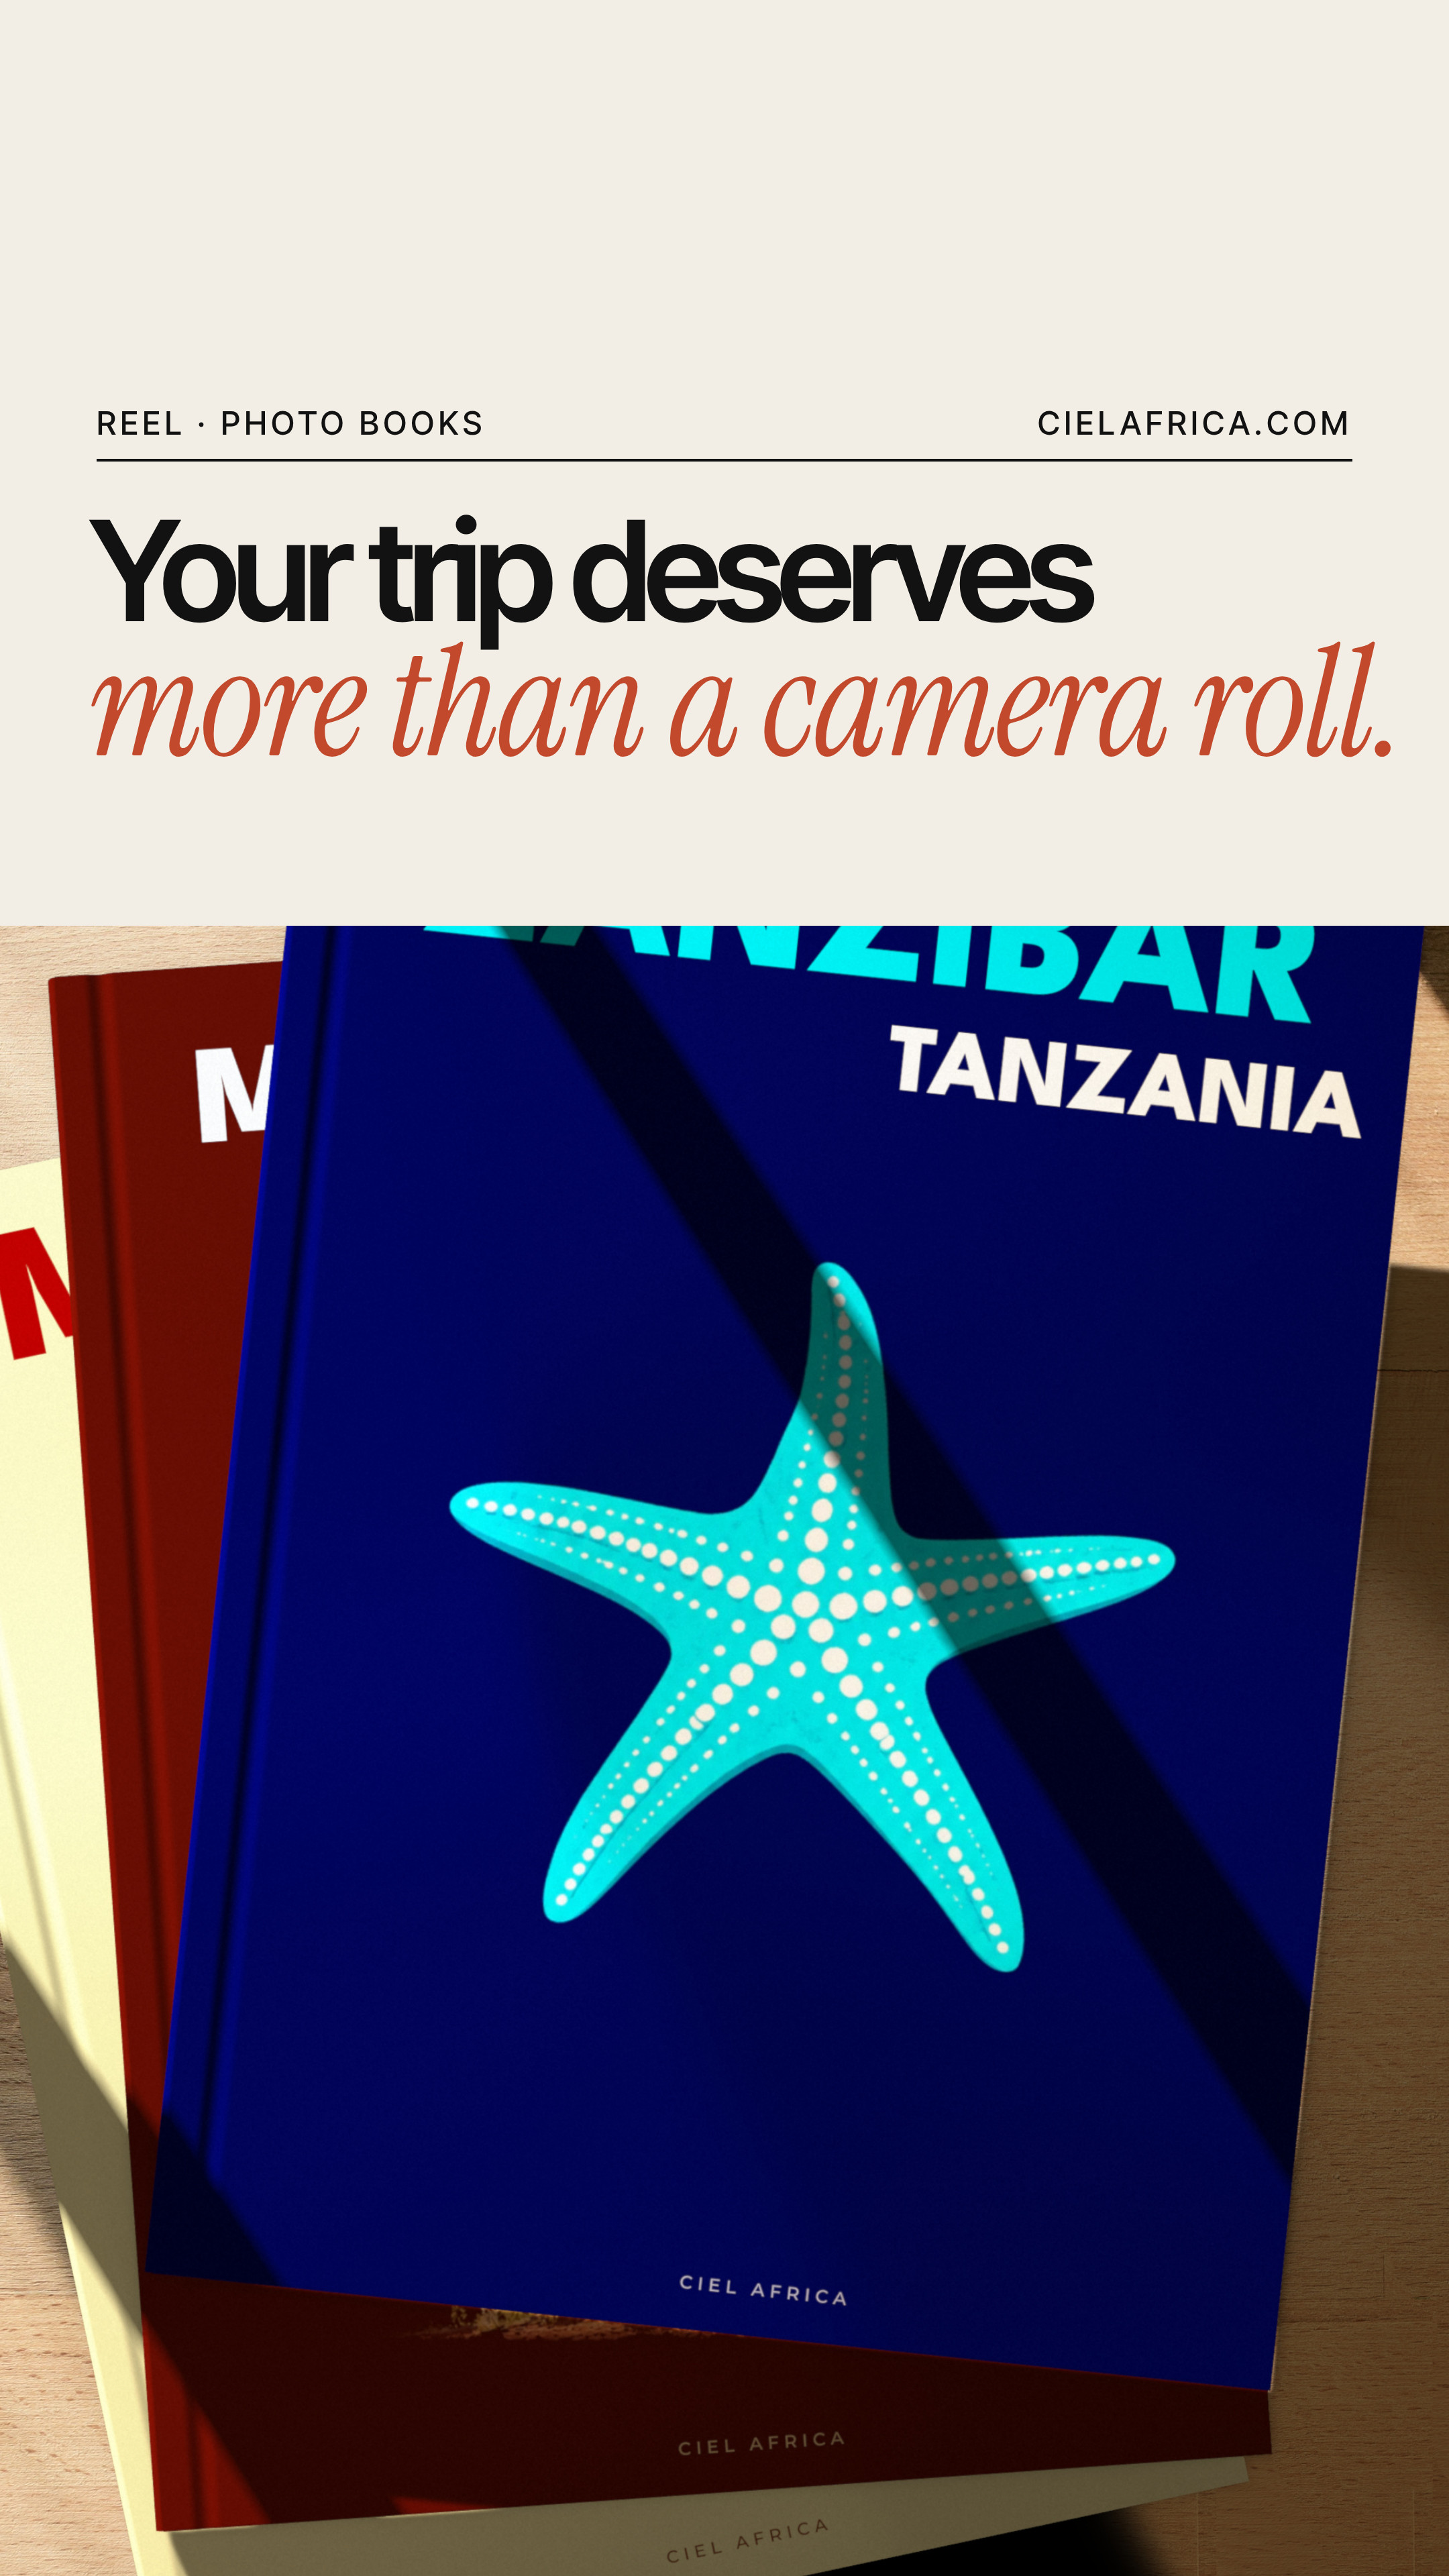 REEL · PHOTO BOOKS
CIELAFRICA.COM
Your trip deserves
more than a camera roll.
ZANZIBAR
TANZANIA
M
M
CIEL AFRICA
CIEL AFRICA
CIEL AFRICA